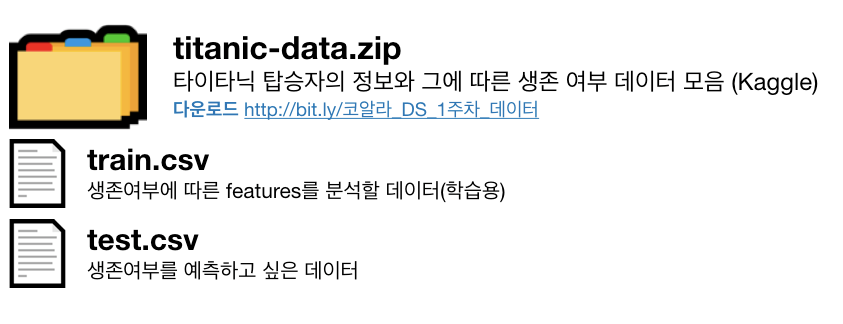 titanic-data.zip
타이타닉 탑승자의 정보와 그에 따른 생존 여부 데이터 모음 (Kaggle)
다운로드 http://bit.ly/코알라_DS_1주차_데이터
train.csv
생존여부에 따른 features를 분석할 데이터(학습용)
test.csv
생존여부를 예측하고 싶은 데이터